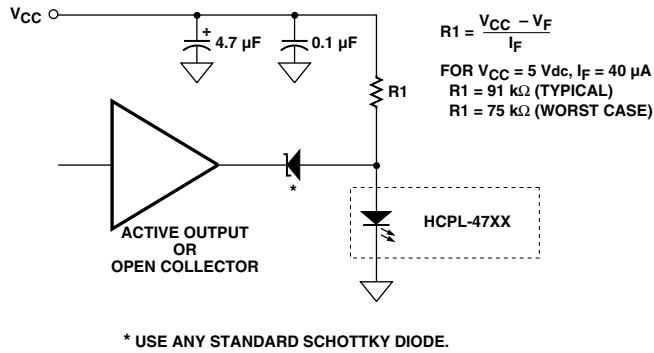 VCC
+
4.7 µF
0.1 µF
R1
R1 = VCC – VF / IF
FOR VCC = 5 Vdc, IF = 40 µA
R1 = 91 kΩ (TYPICAL)
R1 = 75 kΩ (WORST CASE)
*
HCPL-47XX
ACTIVE OUTPUT
OR
OPEN COLLECTOR
* USE ANY STANDARD SCHOTTKY DIODE.